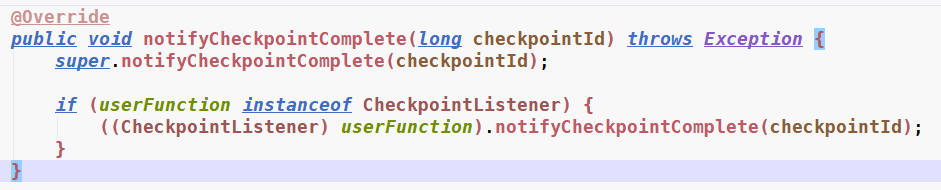 @Override
public void notifyCheckpointComplete(long checkpointId) throws Exception {
    super.notifyCheckpointComplete(checkpointId);

    if (userFunction instanceof CheckpointListener) {
        ((CheckpointListener) userFunction).notifyCheckpointComplete(checkpointId);
    }
}